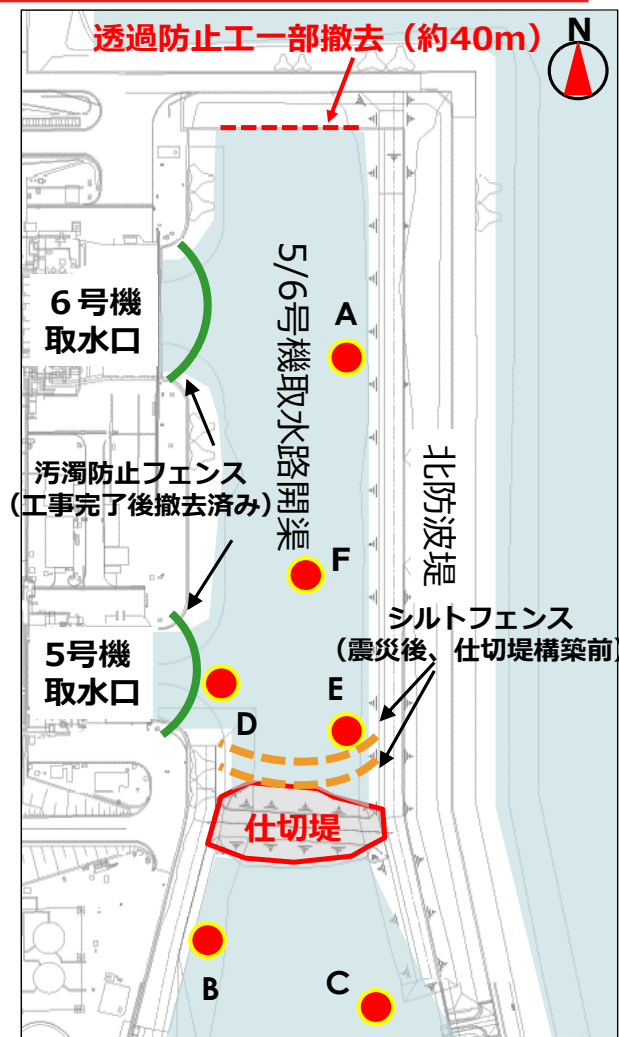 透過防止工一部撤去（約40m）
N
６号機
取水口
5/6号機取水路開渠
A
北防波堤
汚濁防止フェンス
（工事完了後撤去済み）
F
シルトフェンス
（震災後、仕切堤構築前）
5号機
取水口
D
E
仕切堤
B
C